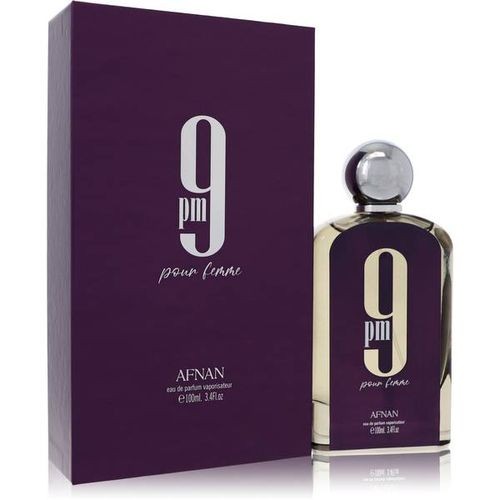 9
pm
pour femme
AFNAN
eau de parfum vaporisateur
℮100ml. 3.4Fl.oz
9
pm
pour femme
AFNAN
eau de parfum vaporisateur
℮100ml. 3.4Fl.oz